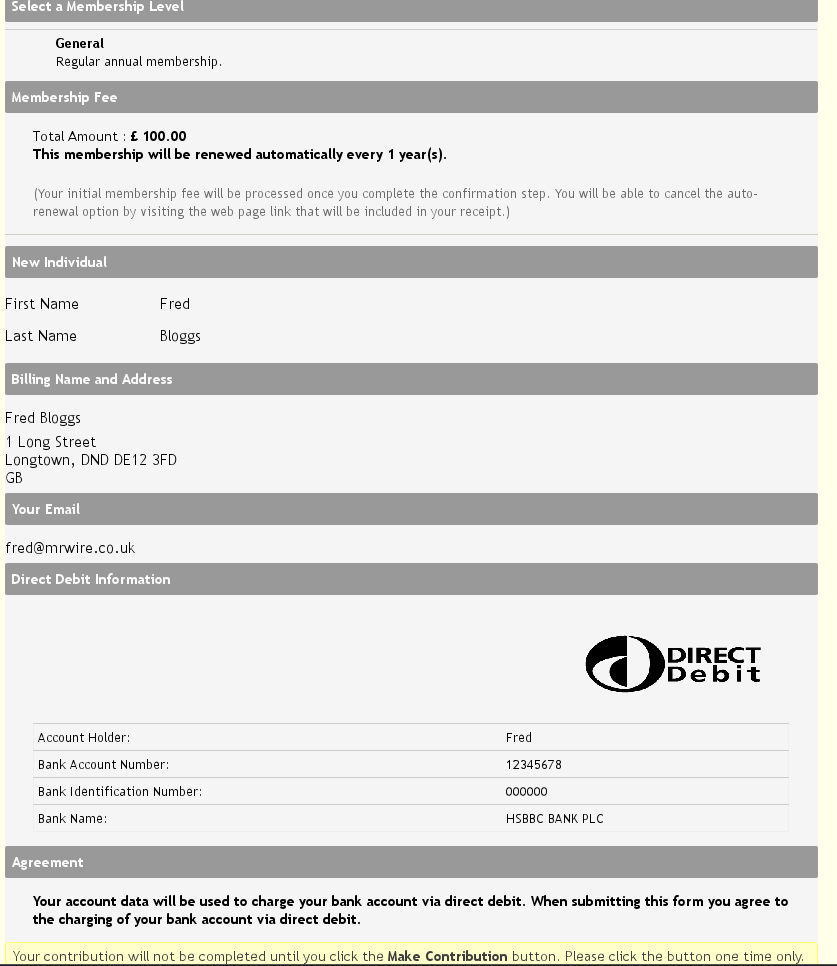 Select a Membership Level
General
Regular annual membership.
Membership Fee
Total Amount : £ 100.00
This membership will be renewed automatically every 1 year(s).
(Your initial membership fee will be processed once you complete the confirmation step. You will be able to cancel the auto-
renewal option by visiting the web page link that will be included in your receipt.)
New Individual
First Name Fred
Last Name Bloggs
Billing Name and Address
Fred Bloggs
1 Long Street
Longtown, DND DE12 3FD
GB
Your Email
fred@mrwire.co.uk
Direct Debit Information
DIRECT
Debit
Account Holder: Fred
Bank Account Number: 12345678
Bank Identification Number: 000000
Bank Name: HSBBC BANK PLC
Agreement
Your account data will be used to charge your bank account via direct debit. When submitting this form you agree to
the charging of your bank account via direct debit.
Your contribution will not be completed until you click the Make Contribution button. Please click the button one time only.